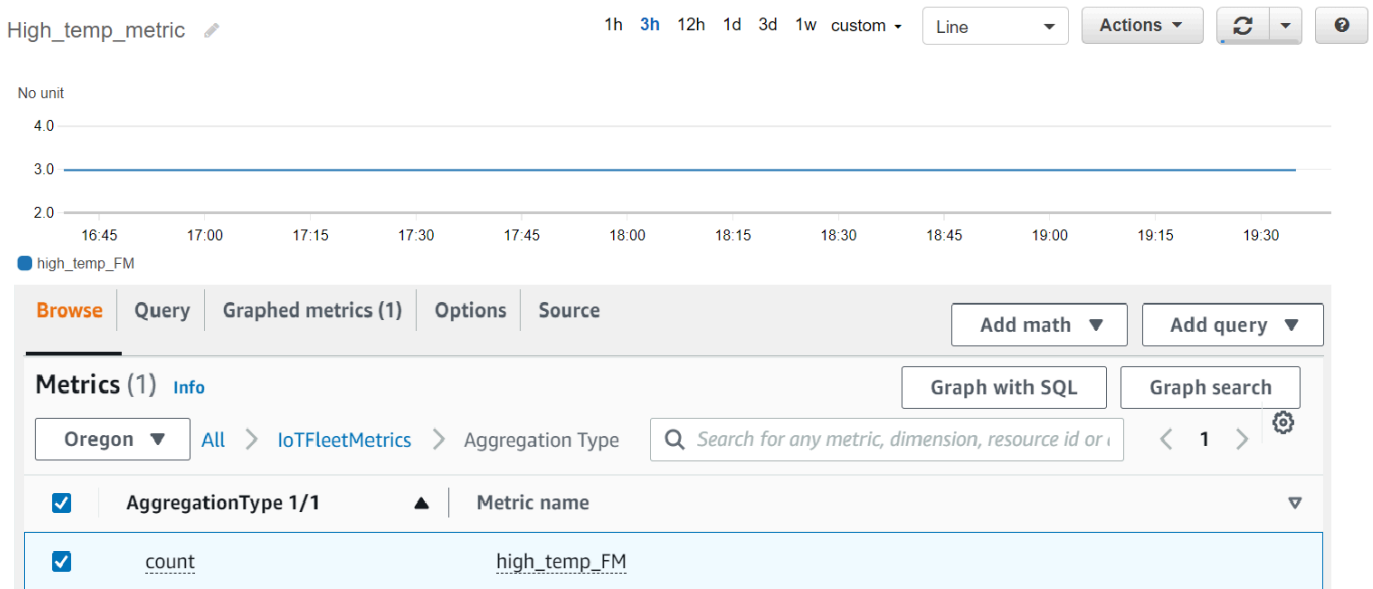 High_temp_metric
1h 3h 12h 1d 3d 1w custom Line Actions
No unit
4.0
3.0
2.0
16:45 17:00 17:15 17:30 17:45 18:00 18:15 18:30 18:45 19:00 19:15 19:30
high_temp_FM
Browse Query Graphed metrics (1) Options Source
Add math Add query
Metrics (1) Info
Graph with SQL Graph search
Oregon All IoTFleetMetrics Aggregation Type Search for any metric, dimension, resource id or 1
AggregationType 1/1 Metric name
count high_temp_FM